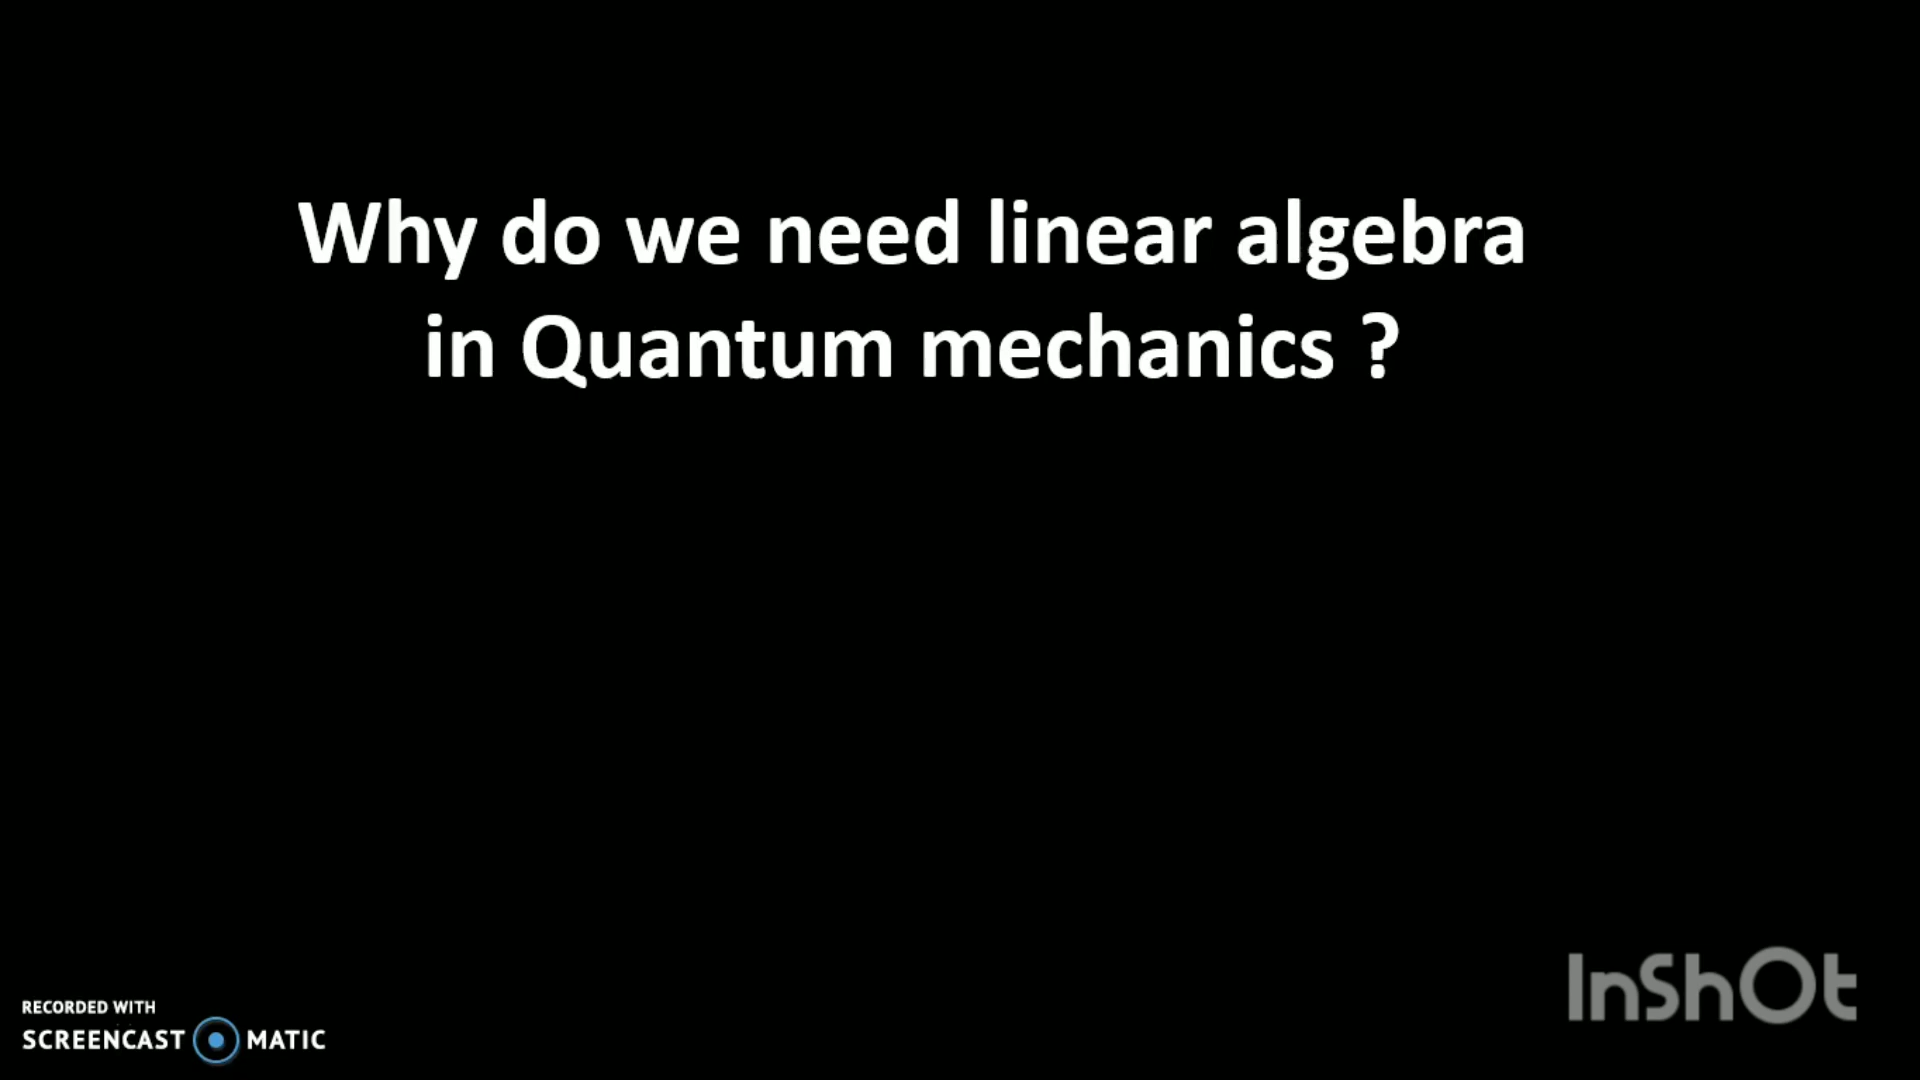 Why do we need linear algebra
in Quantum mechanics ?
InShOt
RECORDED WITH
SCREENCAST MATIC